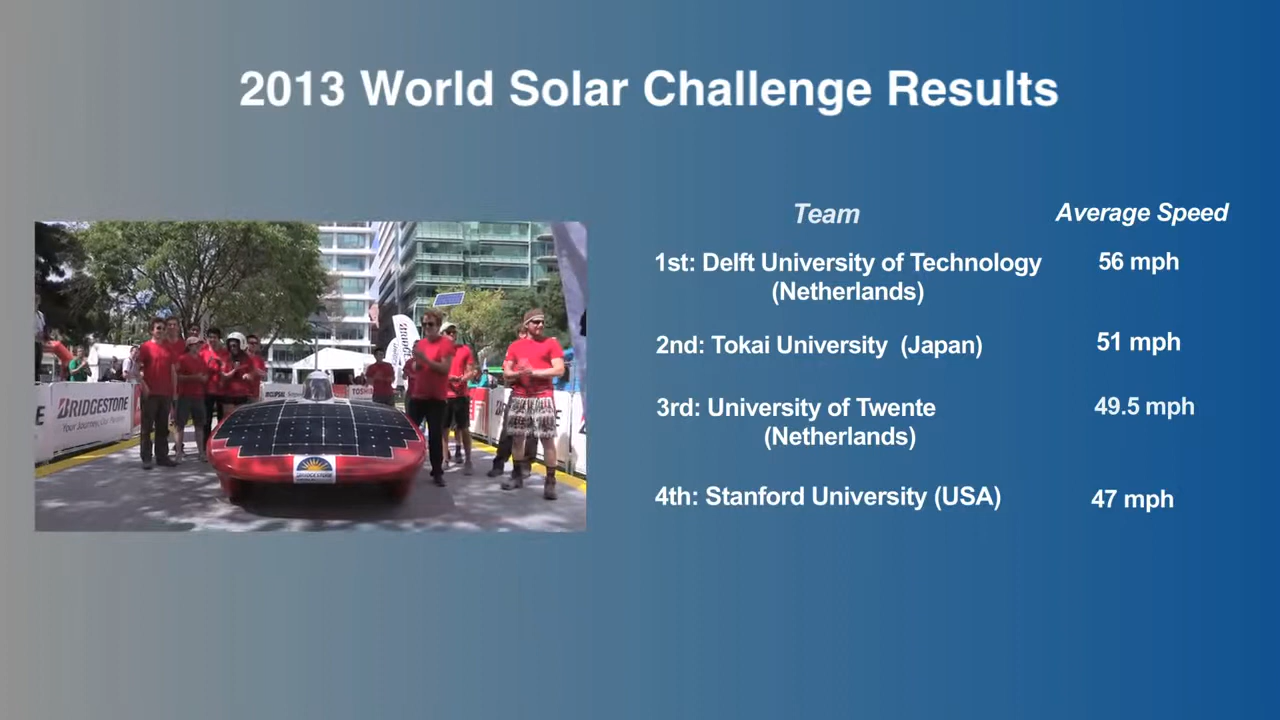 2013 World Solar Challenge Results
Team
Average Speed
1st: Delft University of Technology
(Netherlands)
56 mph
2nd: Tokai University (Japan)
51 mph
3rd: University of Twente
(Netherlands)
49.5 mph
4th: Stanford University (USA)
47 mph
BRIDGESTONE
Your Journey, Our Passion
TOSHIBA
BRIDGESTONE